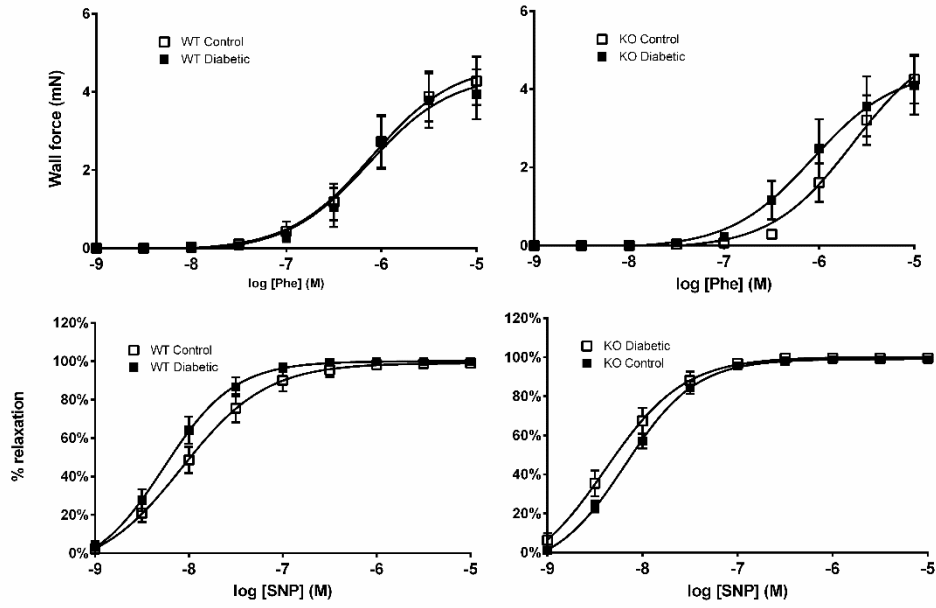 Wall force (mN)
6
4
2
0
WT Control
WT Diabetic
-9 -8 -7 -6 -5
log [Phe] (M)
6
4
2
0
KO Control
KO Diabetic
-9 -8 -7 -6 -5
log [Phe] (M)
% relaxation
120%
100%
80%
60%
40%
20%
0%
WT Control
WT Diabetic
-9 -8 -7 -6 -5
log [SNP] (M)
120%
100%
80%
60%
40%
20%
0%
KO Diabetic
KO Control
-9 -8 -7 -6 -5
log [SNP] (M)